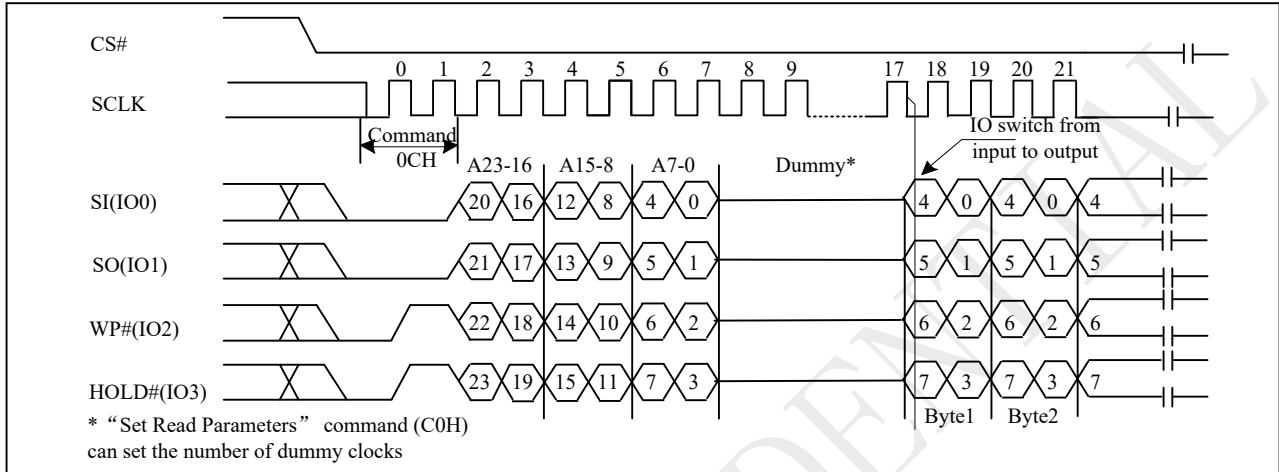 CS#
0 1 2 3 4 5 6 7 8 9 17 18 19 20 21
SCLK
Command
0CH
IO switch from
input to output
A23-16 A15-8 A7-0 Dummy*
SI(IO0) 20 16 12 8 4 0 4 0 4 0 4
SO(IO1) 21 17 13 9 5 1 5 1 5 1 5
WP#(IO2) 22 18 14 10 6 2 6 2 6 2 6
HOLD#(IO3) 23 19 15 11 7 3 7 3 7 3 7
Byte1 Byte2
* “Set Read Parameters” command (C0H)
can set the number of dummy clocks
DENTIAL